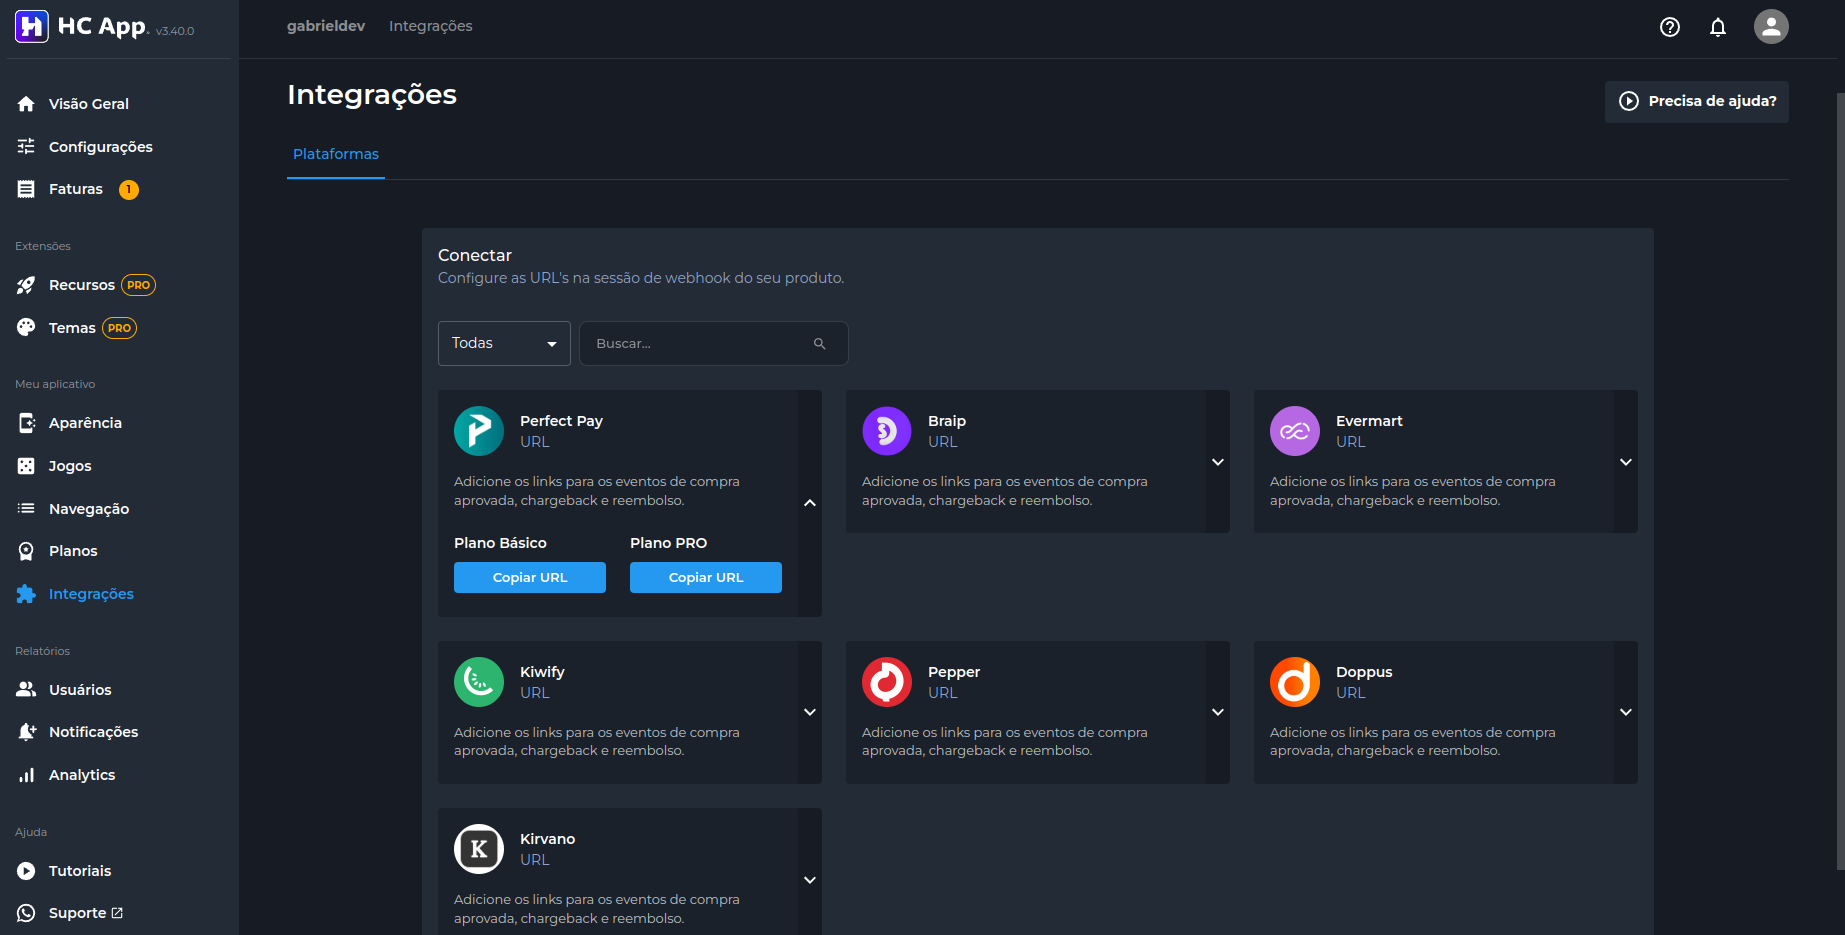 HC App. v3.40.0
gabrieldev Integrações
Visão Geral
Configurações
Faturas 1
Extensões
Recursos PRO
Temas PRO
Meu aplicativo
Aparência
Jogos
Navegação
Planos
Integrações
Relatórios
Usuários
Notificações
Analytics
Ajuda
Tutoriais
Suporte
Integrações
Precisa de ajuda?
Plataformas
Conectar
Configure as URL's na sessão de webhook do seu produto.
Todas
Buscar...
Perfect Pay
URL
Adicione os links para os eventos de compra
aprovada, chargeback e reembolso.
Plano Básico
Copiar URL
Plano PRO
Copiar URL
Braip
URL
Adicione os links para os eventos de compra
aprovada, chargeback e reembolso.
Evermart
URL
Adicione os links para os eventos de compra
aprovada, chargeback e reembolso.
Kiwify
URL
Adicione os links para os eventos de compra
aprovada, chargeback e reembolso.
Pepper
URL
Adicione os links para os eventos de compra
aprovada, chargeback e reembolso.
Doppus
URL
Adicione os links para os eventos de compra
aprovada, chargeback e reembolso.
K
Kirvano
URL
Adicione os links para os eventos de compra
aprovada, chargeback e reembolso.